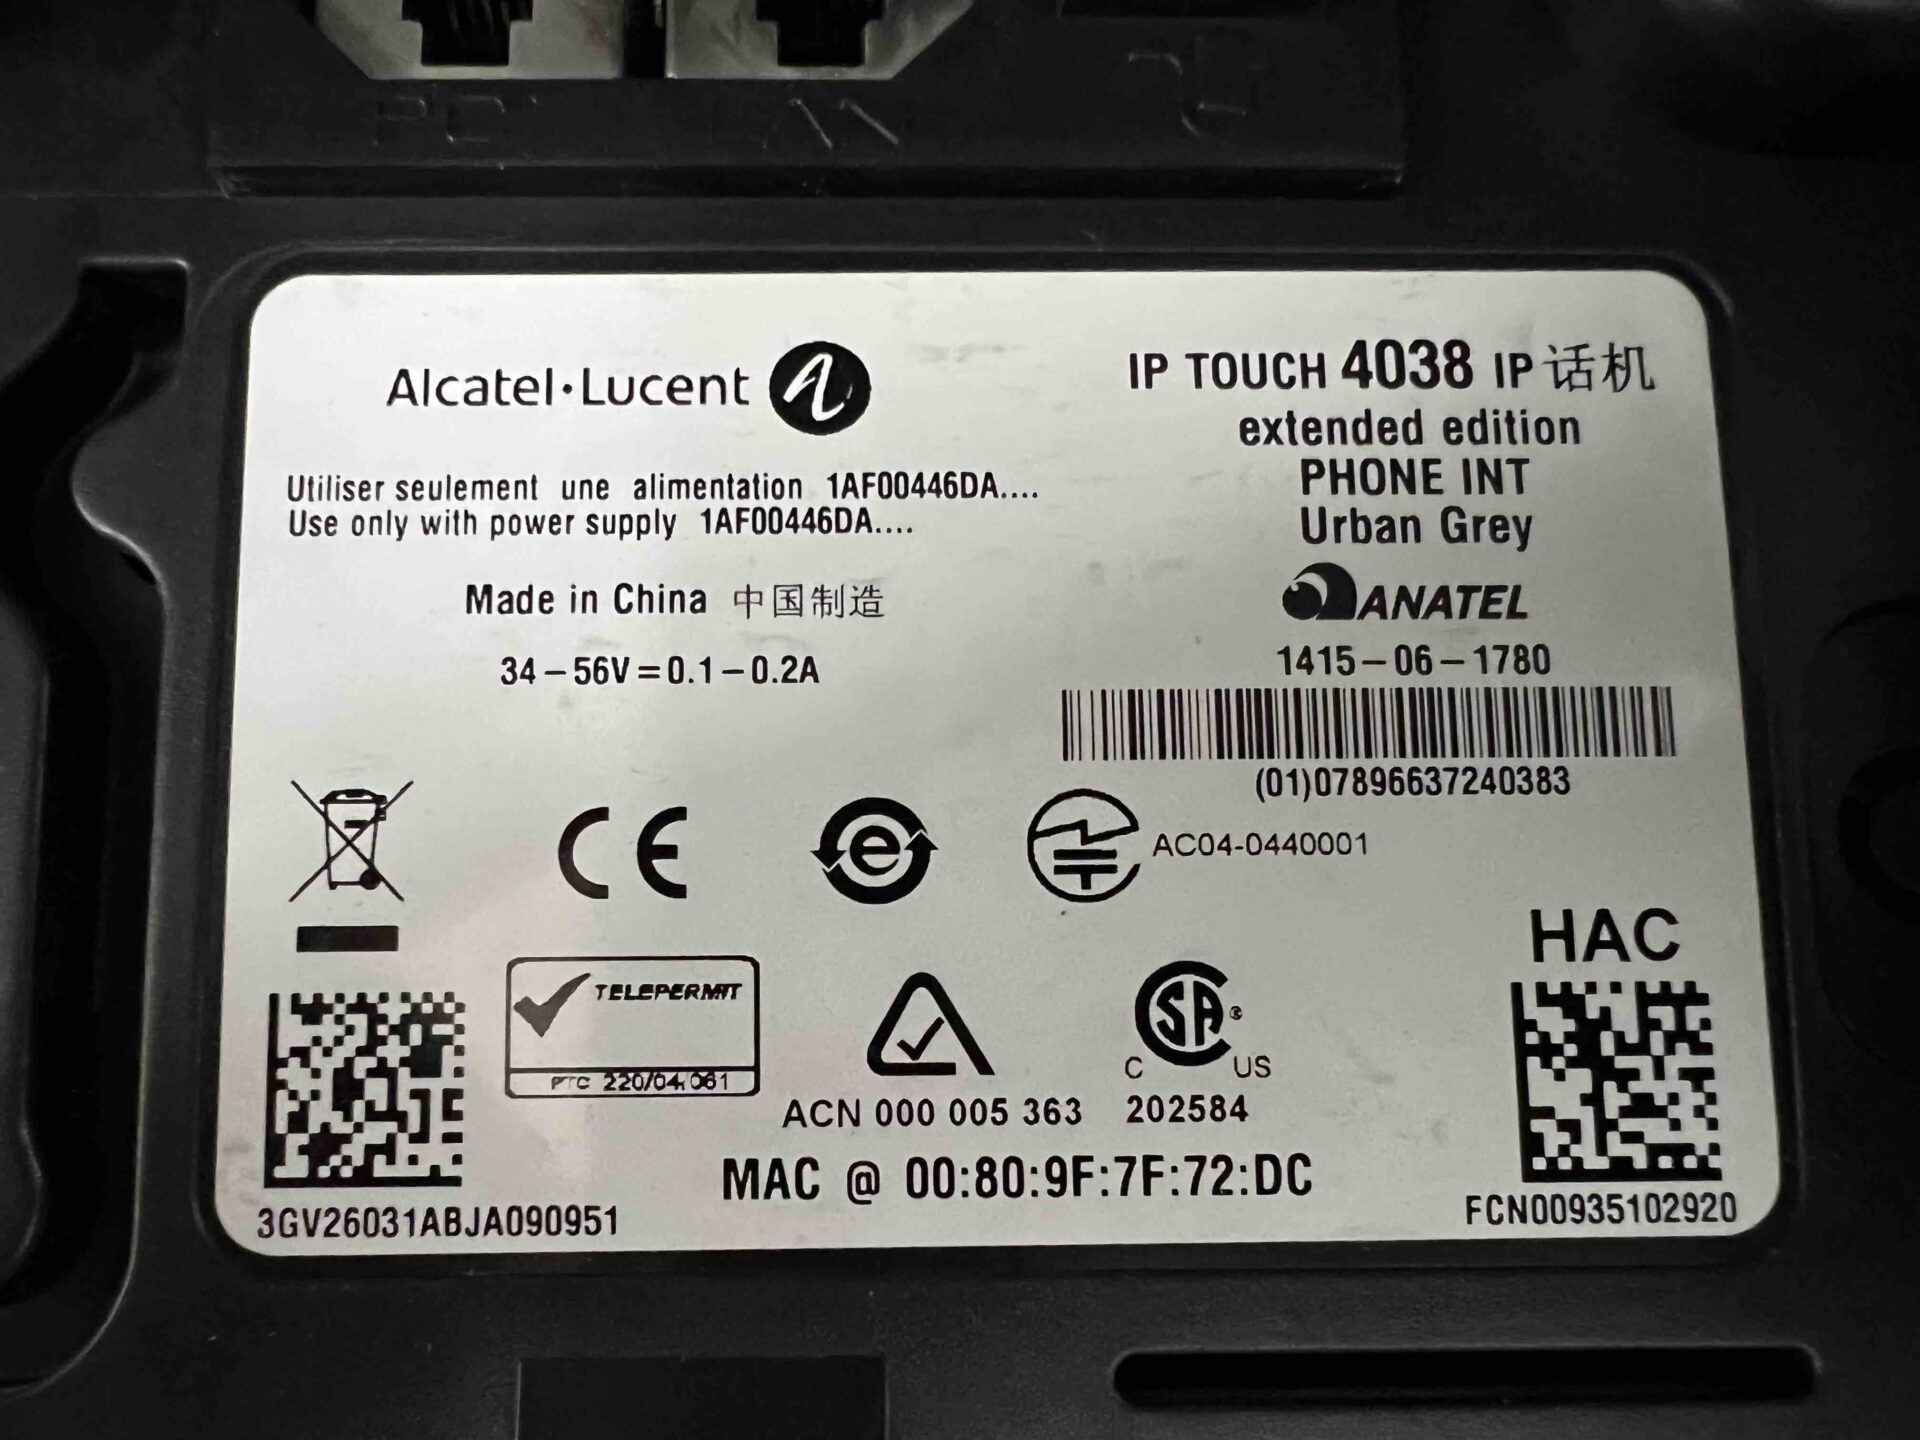 PC
Alcatel·Lucent
IP TOUCH 4038 IP 话机
extended edition
PHONE INT
Urban Grey
Utiliser seulement une alimentation 1AF00446DA....
Use only with power supply 1AF00446DA....
Made in China 中国制造
34–56V=0.1–0.2A
ANATEL
1415–06–1780
(01)07896637240383
CE
e
AC04-0440001
HAC
TELEPERMIT
PTC 220/04/061
SA®
C US
ACN 000 005 363
202584
MAC @ 00:80:9F:7F:72:DC
3GV26031ABJA090951
FCN00935102920